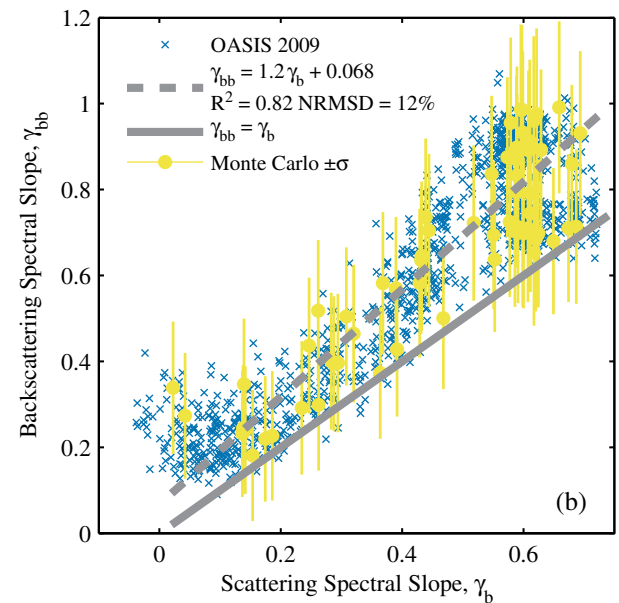 OASIS 2009
γbb = 1.2γb + 0.068
R² = 0.82 NRMSD = 12%
γbb = γb
Monte Carlo ±σ
Backscattering Spectral Slope, γbb
1.2
1
0.8
0.6
0.4
0.2
0
(b)
0
0.2
0.4
0.6
Scattering Spectral Slope, γb